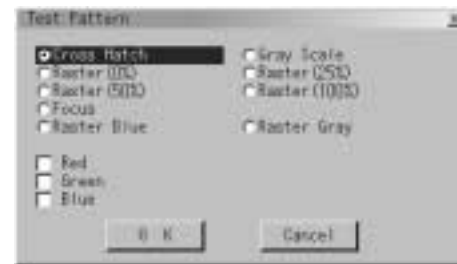 Test Pattern
Cross Hatch
Gray Scale
Raster(0%)
Raster(25%)
Raster(50%)
Raster(100%)
Focus
Raster Blue
Raster Gray
Red
Green
Blue
O K
Cancel